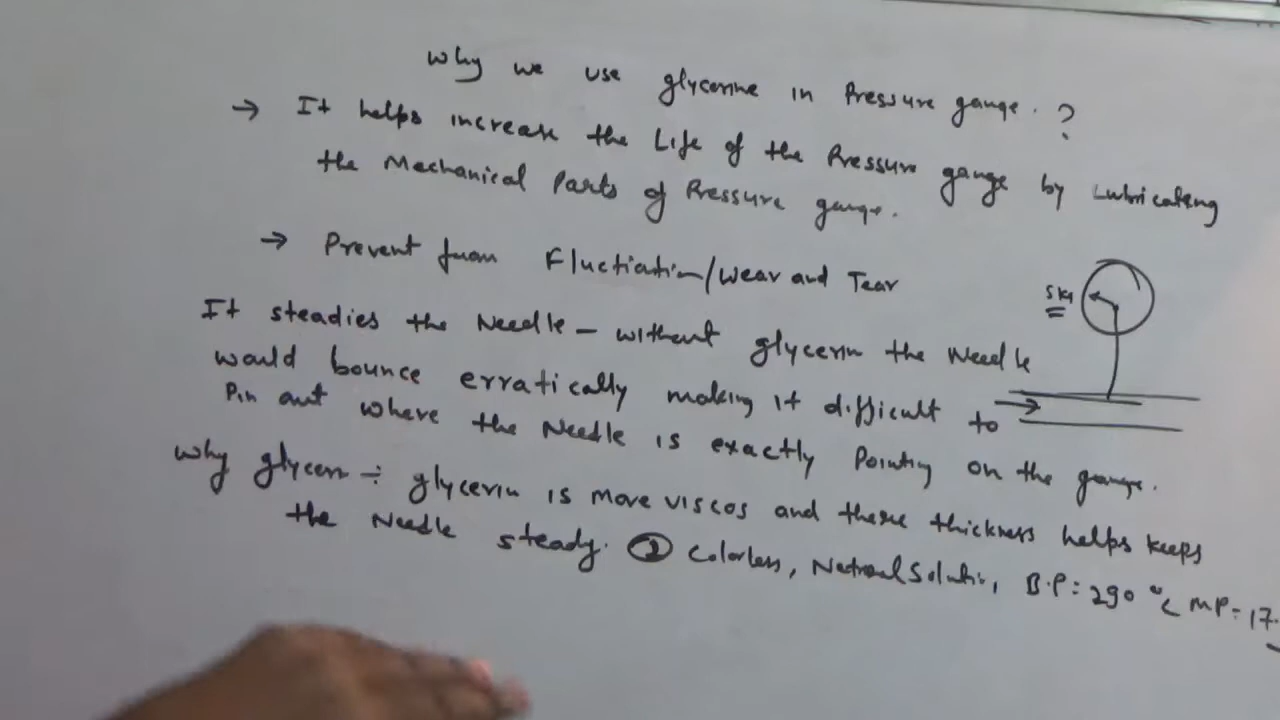 Why we use glycerine in Pressure gauge. ?
→ It helps increase the Life of the Pressure gauge by Lubricating
the Mechanical Parts of Pressure gauge.
→ Prevent from Fluctiation/Wear and Tear
It steadies the Needle - without glycerin the Needle
would bounce erratically making it difficult to
Pin out where the Needle is exactly Pointing on the gauge.
Why glycerin ÷ glycerin is more viscos and there thickness helps keeps
the Needle steady. ② Colorless, Netrual Solution, B.P: 290 °C MP= 17.
5kg